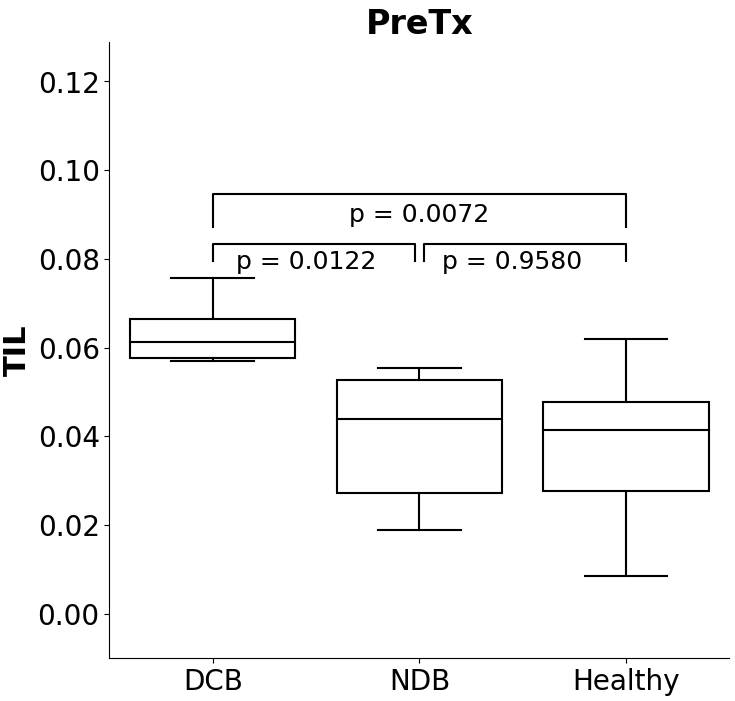 PreTx
TIL
0.12
0.10
0.08
0.06
0.04
0.02
0.00
p = 0.0072
p = 0.0122
p = 0.9580
DCB
NDB
Healthy